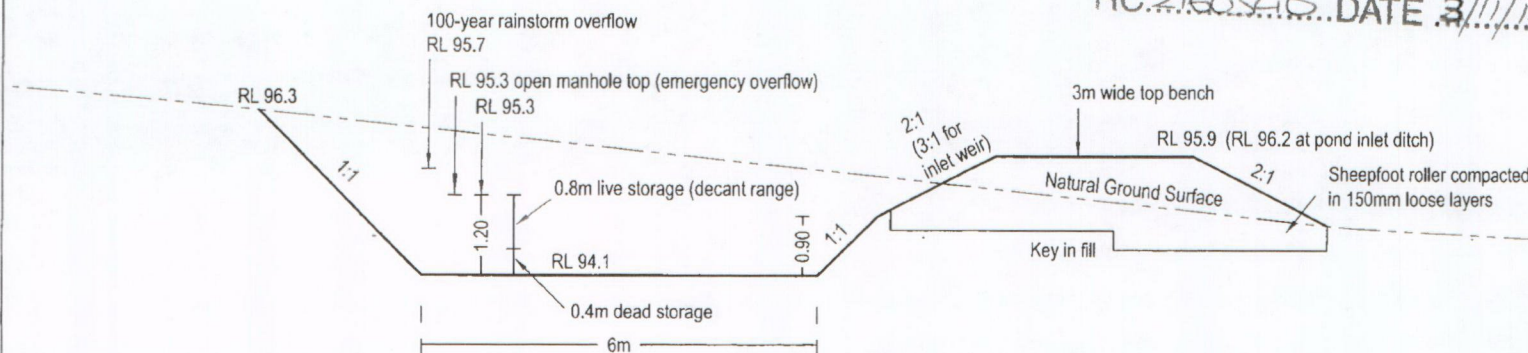 DATE
100-year rainstorm overflow
RL 95.7
RL 95.3 open manhole top (emergency overflow)
RL 95.3
RL 96.3
1:1
0.8m live storage (decant range)
1.20
RL 94.1
0.4m dead storage
6m
0.90
1:1
2:1
(3:1 for
inlet weir)
3m wide top bench
RL 95.9 (RL 96.2 at pond inlet ditch)
2:1
Natural Ground Surface
Sheepfoot roller compacted
in 150mm loose layers
Key in fill